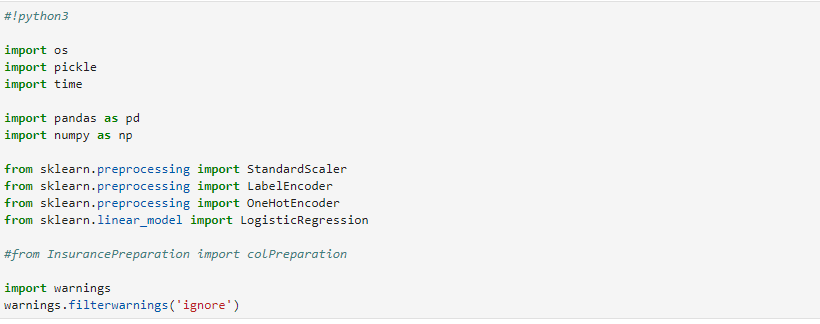 #!python3
import os
import pickle
import time
import pandas as pd
import numpy as np
from sklearn.preprocessing import StandardScaler
from sklearn.preprocessing import LabelEncoder
from sklearn.preprocessing import OneHotEncoder
from sklearn.linear_model import LogisticRegression
#from InsurancePreparation import colPreparation
import warnings
warnings.filterwarnings('ignore')